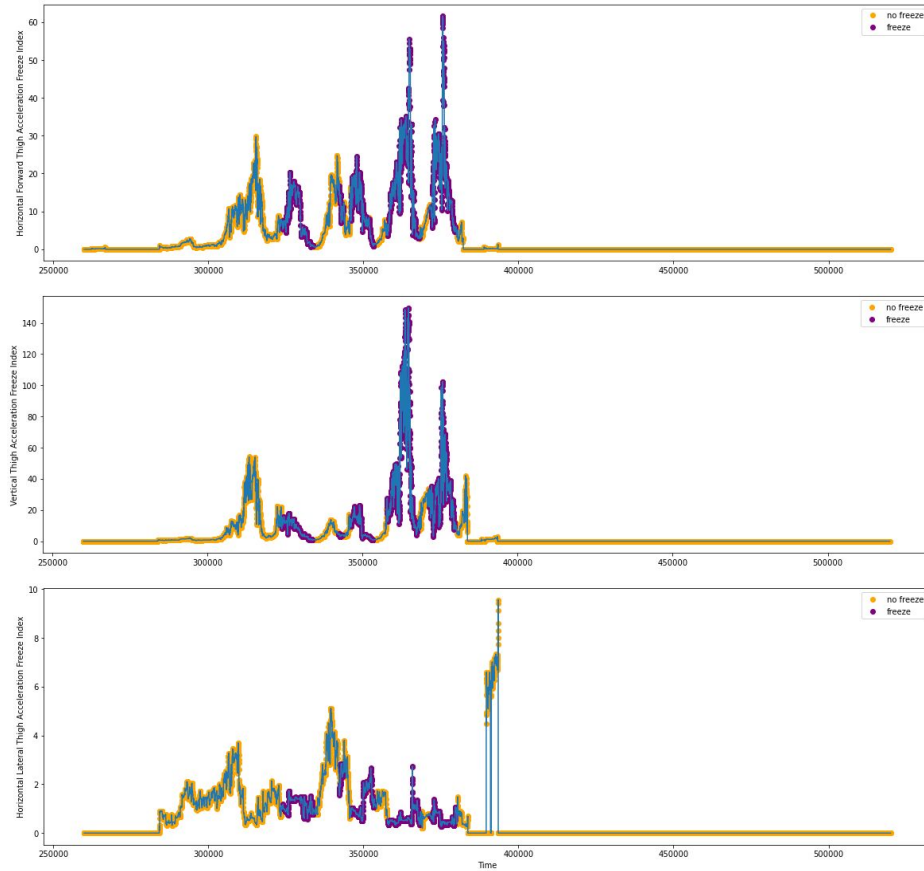 Horizontal Forward Thigh Acceleration Freeze Index
60
50
40
30
20
10
0
no freeze
freeze
250000 300000 350000 400000 450000 500000
Vertical Thigh Acceleration Freeze Index
140
120
100
80
60
40
20
0
no freeze
freeze
250000 300000 350000 400000 450000 500000
Horizontal Lateral Thigh Acceleration Freeze Index
10
8
6
4
2
0
no freeze
freeze
250000 300000 350000 400000 450000 500000
Time